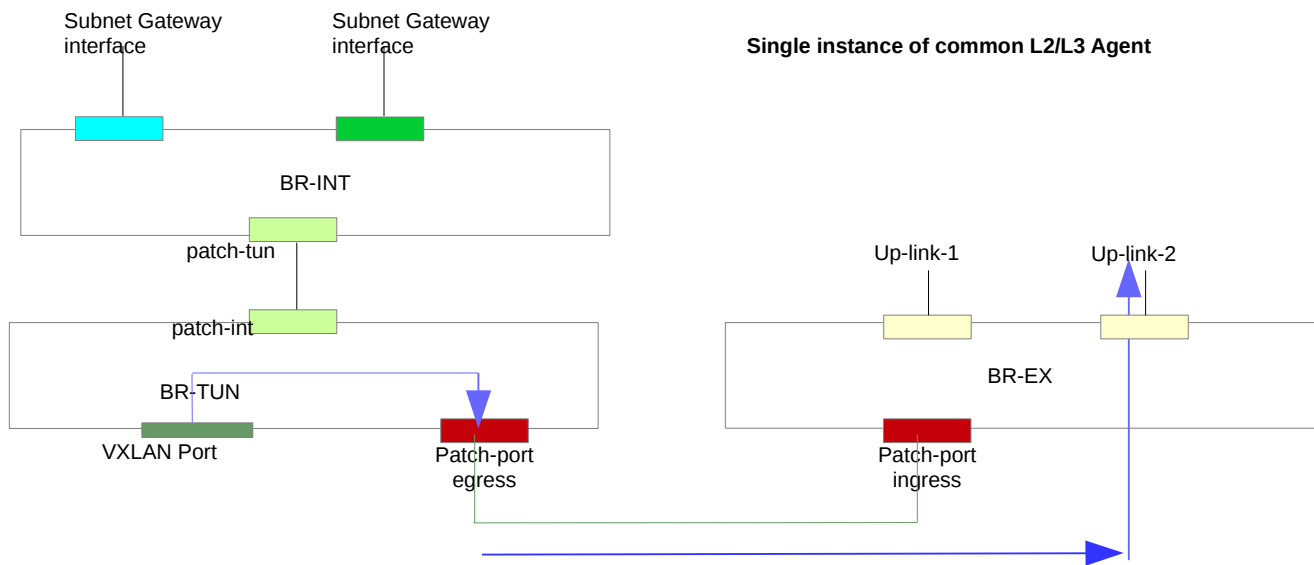 Subnet Gateway
interface
Subnet Gateway
interface
Single instance of common L2/L3 Agent
BR-INT
patch-tun
Up-link-1
Up-link-2
patch-int
BR-TUN
BR-EX
VXLAN Port
Patch-port
egress
Patch-port
ingress